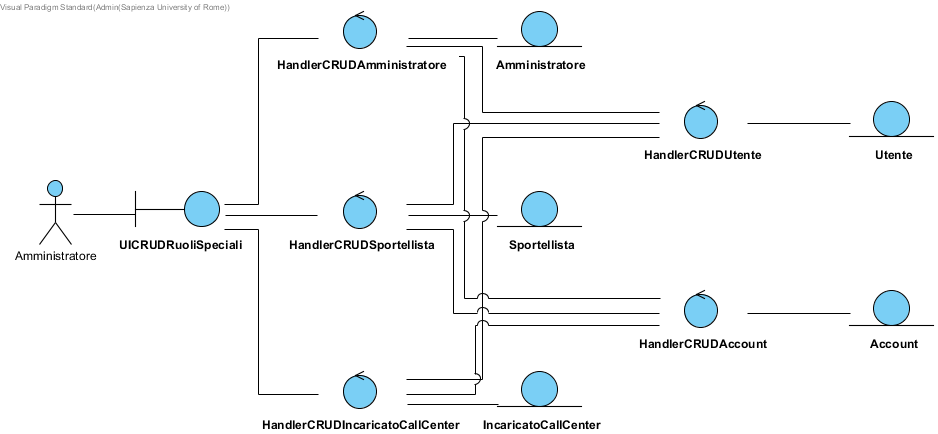 Visual Paradigm Standard(Admin(Sapienza University of Rome))
HandlerCRUDAmministratore
Amministratore
HandlerCRUDUtente
Utente
Amministratore
UICRUDRuoliSpeciali
HandlerCRUDSportellista
Sportellista
HandlerCRUDAccount
Account
HandlerCRUDIncaricatoCallCenter
IncaricatoCallCenter